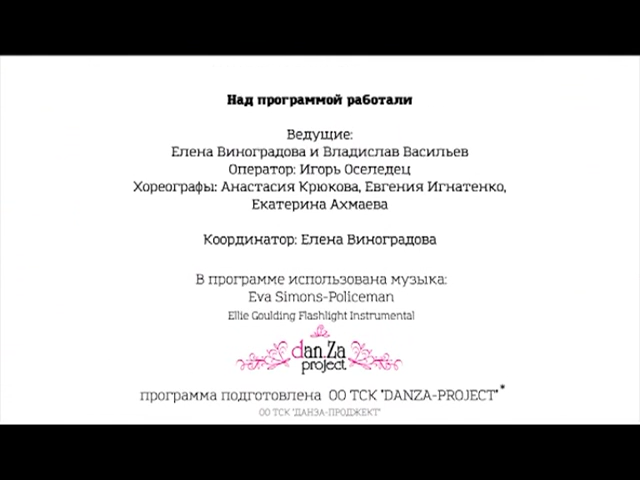 Над программой работали
Ведущие:
Елена Виноградова и Владислав Васильев
Оператор: Игорь Оселедец
Хореографы: Анастасия Крюкова, Евгения Игнатенко,
Екатерина Ахмаева
Координатор: Елена Виноградова
В программе использована музыка:
Eva Simons-Policeman
Ellie Goulding Flashlight Instrumental
dan.Za
project.
программа подготовлена ОО ТСК "DANZA-PROJECT"*
ОО ТСК "ДАНЗА-ПРОДЖЕКТ"